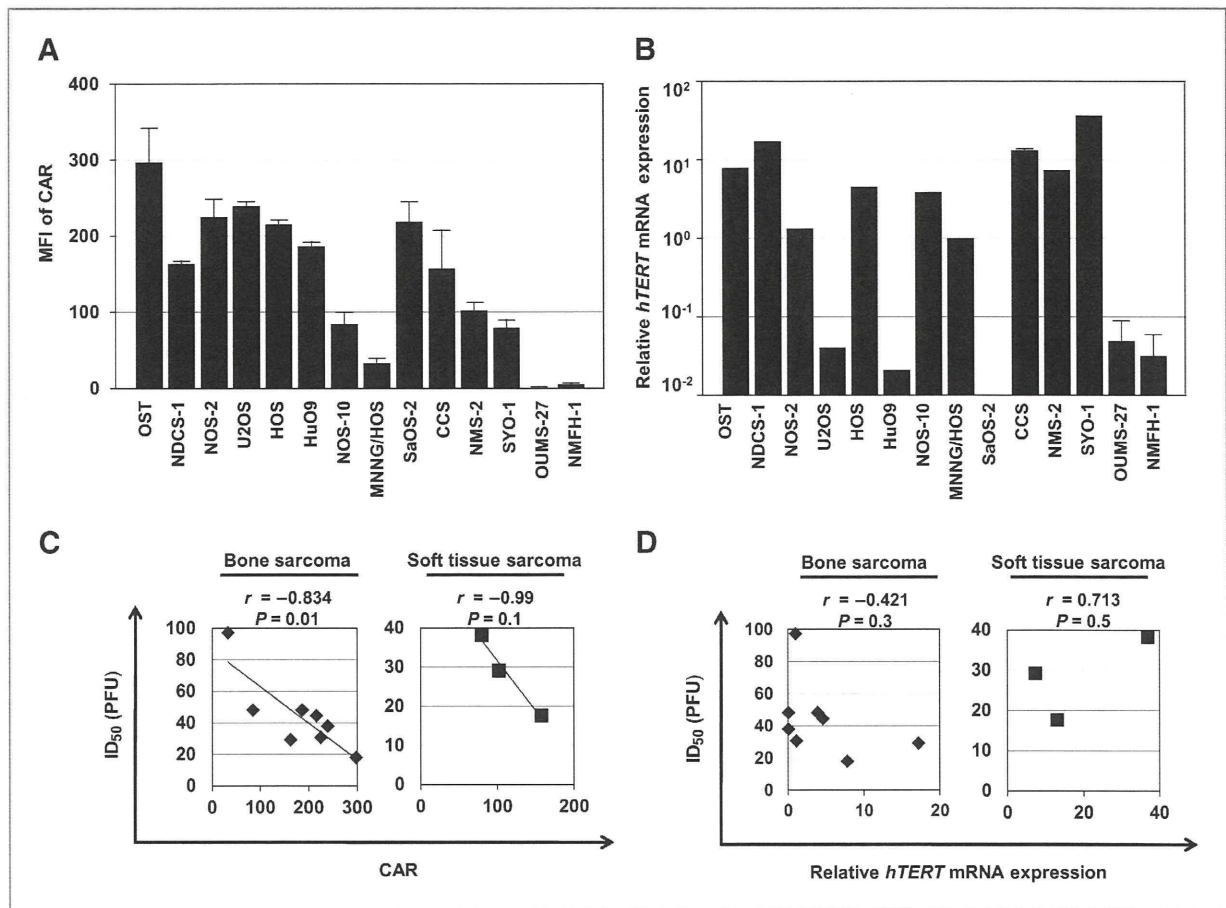 A
400
300
200
100
0
MFI of CAR
OST
NDCS-1
NOS-2
U2OS
HOS
HuO9
NOS-10
MNNG/HOS
SaOS-2
CCS
NMS-2
SYO-1
OUMS-27
NMFH-1
B
10²
10¹
10⁰
10⁻¹
10⁻²
Relative hTERT mRNA expression
OST
NDCS-1
NOS-2
U2OS
HOS
HuO9
NOS-10
MNNG/HOS
SaOS-2
CCS
NMS-2
SYO-1
OUMS-27
NMFH-1
C
Bone sarcoma
r = –0.834
P = 0.01
100
80
60
40
20
0
0 100 200 300
ID₅₀ (PFU)
Soft tissue sarcoma
r = –0.99
P = 0.1
40
30
20
10
0
0 100 200
CAR
D
Bone sarcoma
r = –0.421
P = 0.3
100
80
60
40
20
0
0 10 20
ID₅₀ (PFU)
Soft tissue sarcoma
r = 0.713
P = 0.5
40
30
20
10
0
0 20 40
Relative hTERT mRNA expression